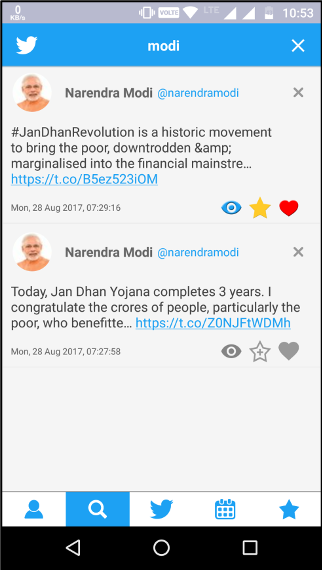 0
KB/s
VOLTE
LTE
10:53
modi
Narendra Modi @narendramodi
#JanDhanRevolution is a historic movement
to bring the poor, downtrodden &amp;
marginalised into the financial mainstre...
https://t.co/B5ez523iOM
Mon, 28 Aug 2017, 07:29:16
Narendra Modi @narendramodi
Today, Jan Dhan Yojana completes 3 years. I
congratulate the crores of people, particularly the
poor, who benefitte... https://t.co/Z0NJFtWDMh
Mon, 28 Aug 2017, 07:27:58